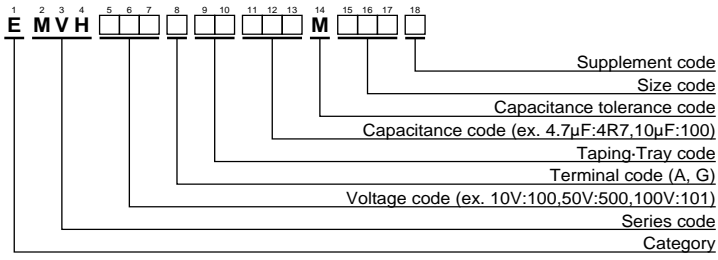 1 2 3 4 5 6 7 8 9 10 11 12 13 14 15 16 17 18
E M V H □□□ □ □□ □□□ M □□□ □
Supplement code
Size code
Capacitance tolerance code
Capacitance code (ex. 4.7µF:4R7,10µF:100)
Taping·Tray code
Terminal code (A, G)
Voltage code (ex. 10V:100,50V:500,100V:101)
Series code
Category